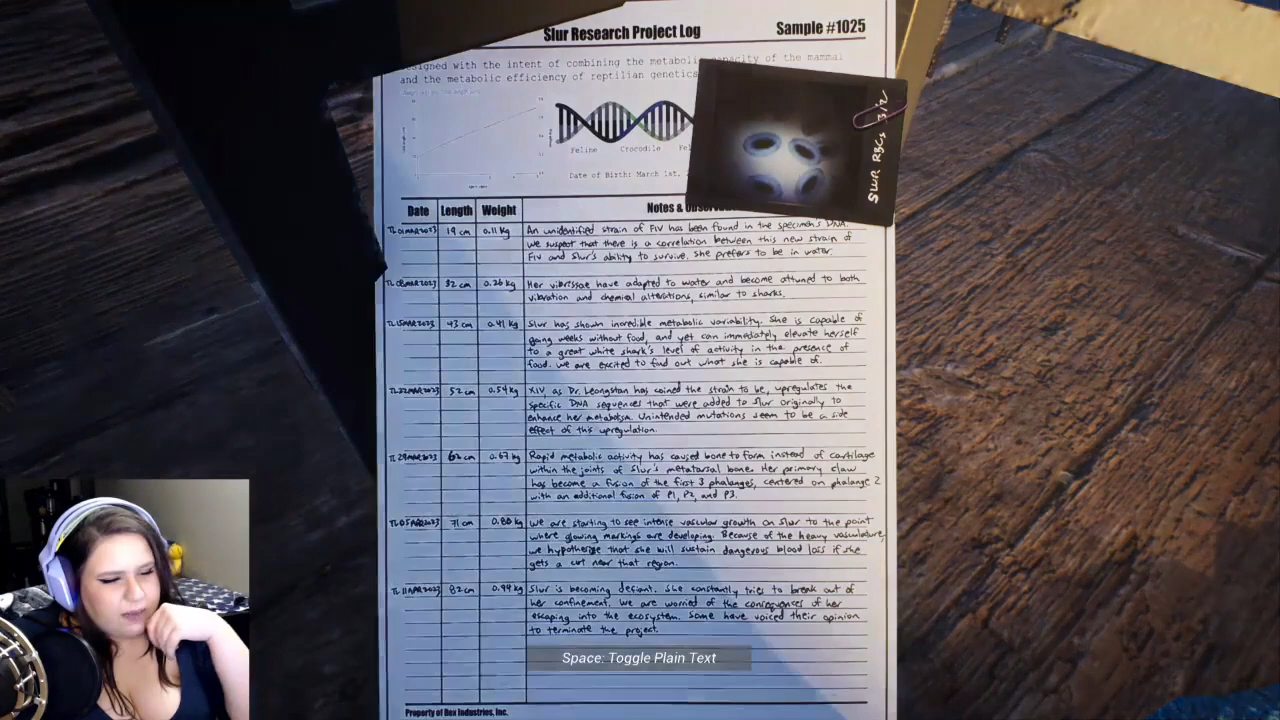 Slur Research Project Log Sample #1025
esigned with the intent of combining the metabolic capacity of the mammal
and the metabolic efficiency of reptilian genetics
Feline Crocodile Fel
Date of Birth: March 1st,
SLUR RBCs 3/2
Date Length Weight Notes &
TL01MAR2023 19 cm 0.11 kg An unidentified strain of FIV has been found in the specimen's DNA.
we suspect that there is a correlation between this new strain of
FIV and Slur's ability to survive. She prefers to be in water.
TL08MAR2023 32 cm 0.26 kg Her vibrissae have adapted to water and become attuned to both
vibration and chemical alterations, similar to sharks.
TL15MAR2023 43 cm 0.41 kg Slur has shown incredible metabolic variability. She is capable of
going weeks without food, and yet can immediately elevate herself
to a great white shark's level of activity in the presence of
food. we are excited to find out what she is capable of.
TL22MAR2023 52 cm 0.54 kg XIV, as Dr. Leongstan has coined the strain to be, upregulates the
specific DNA sequences that were added to Slur originally to
enhance her metabolism. Unintended mutations seem to be a side
effect of this upregulation.
TL29MAR2023 62 cm 0.67 kg Rapid metabolic activity has caused bone to form instead of cartilage
within the joints of Slur's metatarsal bone. Her primary claw
has become a fusion of the first 3 phalanges, centered on phalange 2
with an additional fusion of P1, P2, and P3.
TL05APR2023 71 cm 0.80 kg we are starting to see intense vascular growth on Slur to the point
where glowing markings are developing. Because of the heavy vasculature,
we hypothesize that she will sustain dangerous blood loss if she
gets a cut near that region.
TL11APR2023 82 cm 0.94 kg Slur is becoming defiant. She constantly tries to break out of
her confinement. We are worried of the consequences of her
escaping into the ecosystem. Some have voiced their opinion
to terminate the project.
Space: Toggle Plain Text
Property of Rex Industries, Inc.